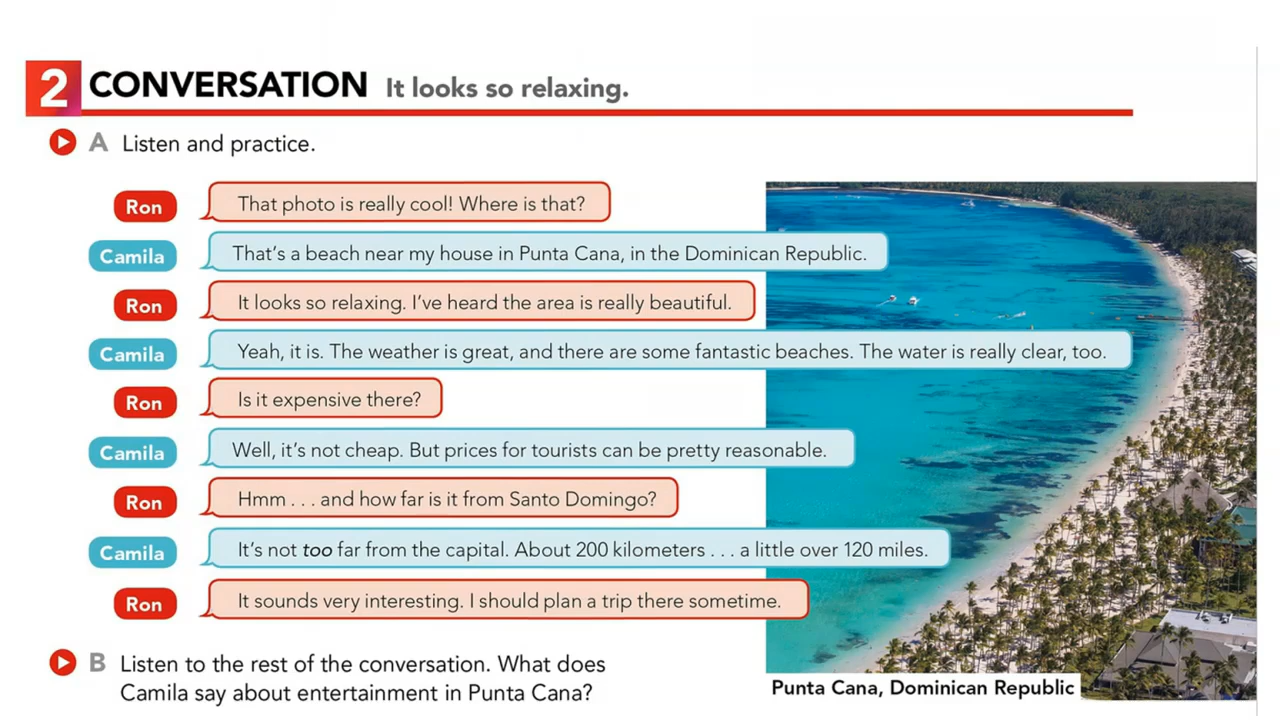 2 CONVERSATION It looks so relaxing.
A Listen and practice.
Ron That photo is really cool! Where is that?
Camila That's a beach near my house in Punta Cana, in the Dominican Republic.
Ron It looks so relaxing. I've heard the area is really beautiful.
Camila Yeah, it is. The weather is great, and there are some fantastic beaches. The water is really clear, too.
Ron Is it expensive there?
Camila Well, it's not cheap. But prices for tourists can be pretty reasonable.
Ron Hmm . . . and how far is it from Santo Domingo?
Camila It's not too far from the capital. About 200 kilometers . . . a little over 120 miles.
Ron It sounds very interesting. I should plan a trip there sometime.
B Listen to the rest of the conversation. What does
Camila say about entertainment in Punta Cana?
Punta Cana, Dominican Republic